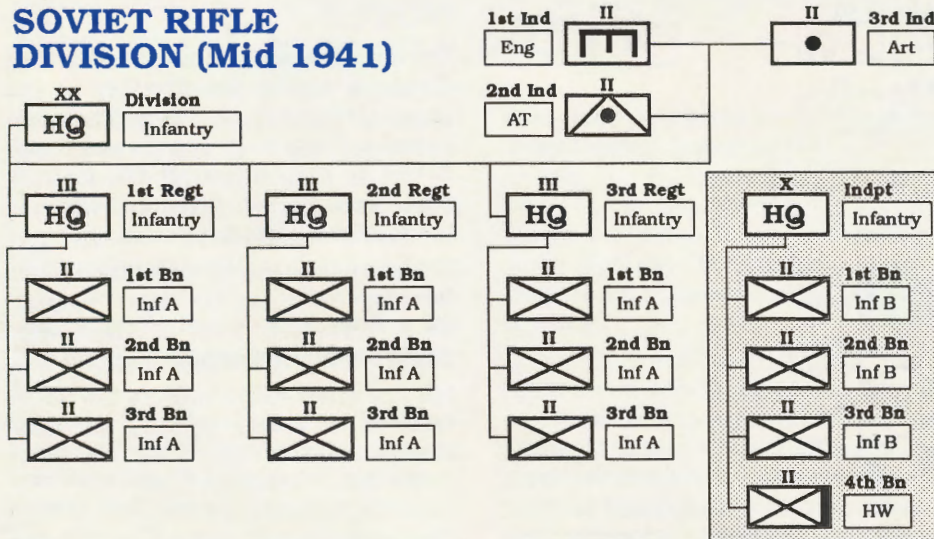 SOVIET RIFLE
DIVISION (Mid 1941)
XX
HQ
Division
Infantry
1st Ind
Eng
II
2nd Ind
AT
II
II
3rd Ind
Art
III
HQ
1st Regt
Infantry
II
1st Bn
Inf A
II
2nd Bn
Inf A
II
3rd Bn
Inf A
III
HQ
2nd Regt
Infantry
II
1st Bn
Inf A
II
2nd Bn
Inf A
II
3rd Bn
Inf A
III
HQ
3rd Regt
Infantry
II
1st Bn
Inf A
II
2nd Bn
Inf A
II
3rd Bn
Inf A
X
HQ
Indpt
Infantry
II
1st Bn
Inf B
II
2nd Bn
Inf B
II
3rd Bn
Inf B
II
4th Bn
HW